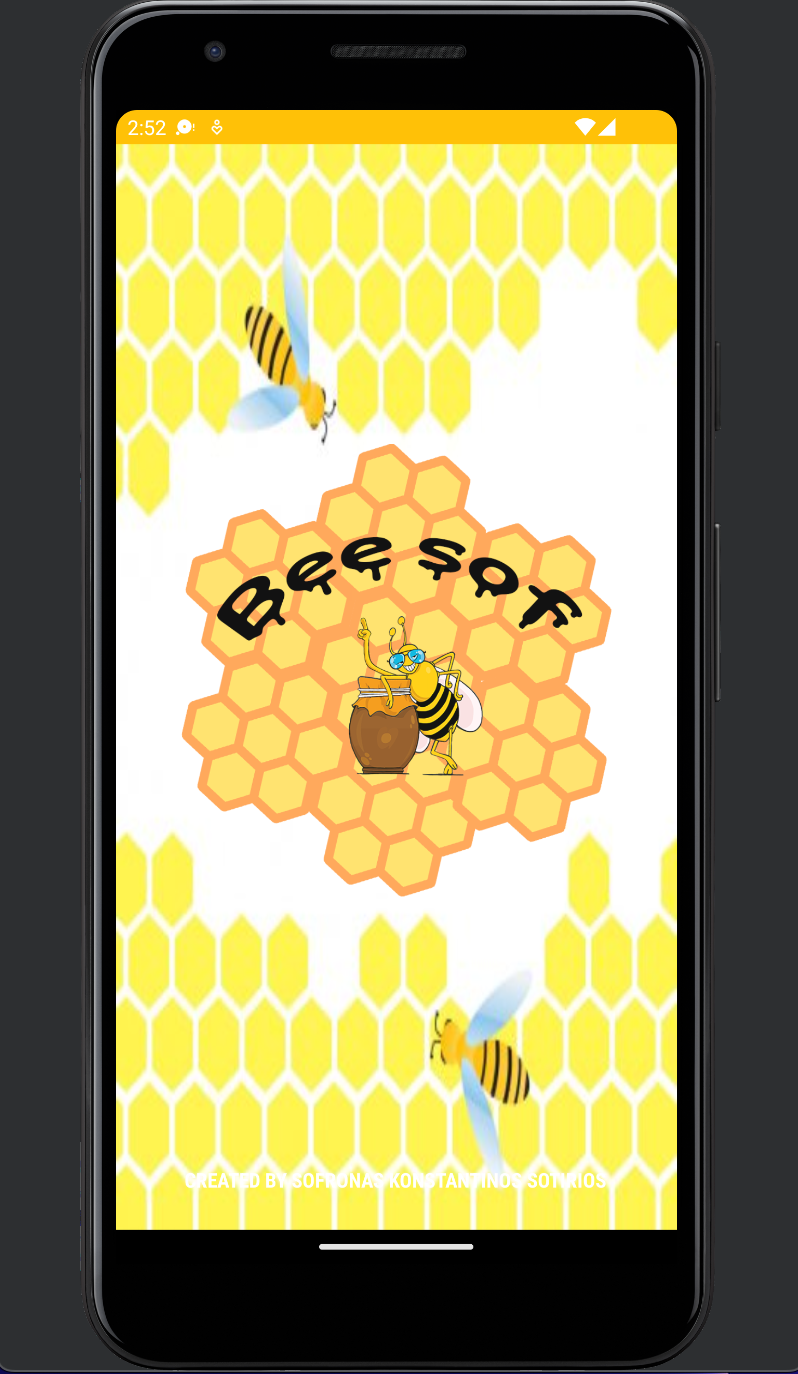 2:52
Bee sof
CREATED BY SOFRONAS KONSTANTINOS SOTIRIOS